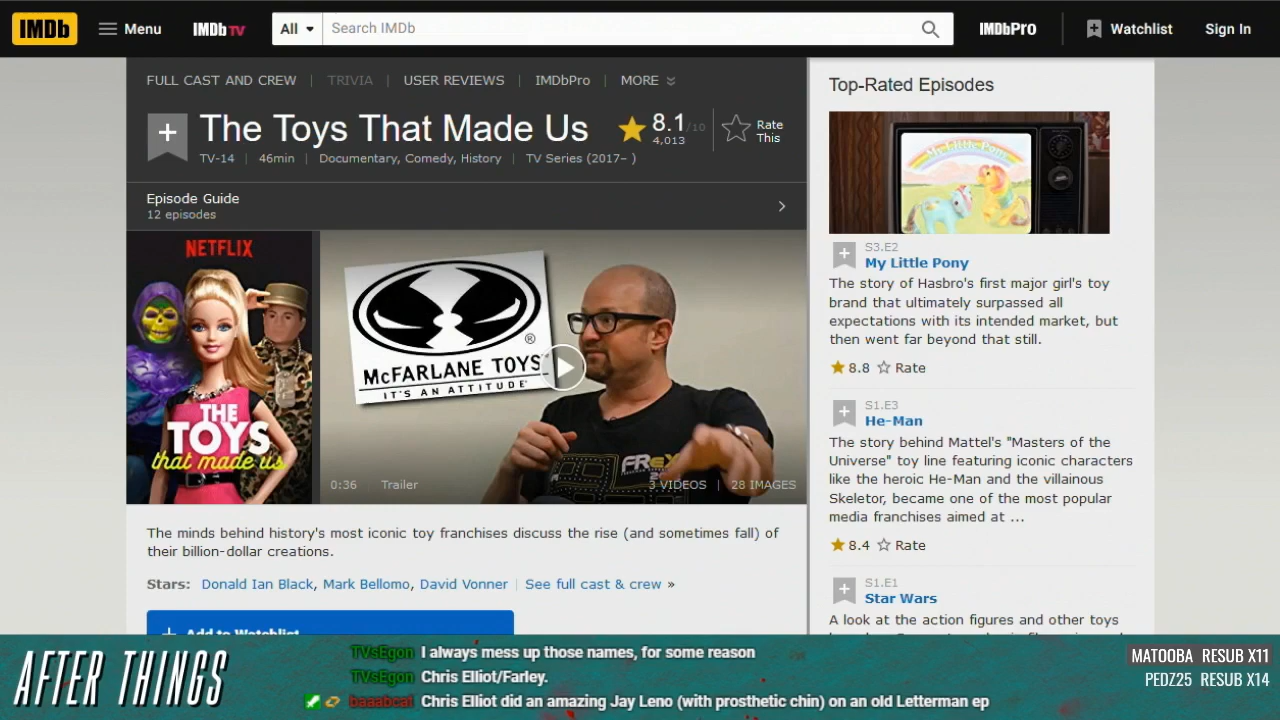 IMDb
Menu
IMDb TV
All
Search IMDb
IMDbPro
Watchlist
Sign In
FULL CAST AND CREW | TRIVIA | USER REVIEWS | IMDbPro | MORE
The Toys That Made Us
8.1/10
4,013
Rate This
TV-14 | 46min | Documentary, Comedy, History | TV Series (2017– )
Episode Guide
12 episodes
NETFLIX
THE
TOYS
that made us
McFARLANE TOYS
®
IT'S AN ATTITUDE
0:36 | Trailer
3 VIDEOS | 28 IMAGES
The minds behind history's most iconic toy franchises discuss the rise (and sometimes fall) of
their billion-dollar creations.
Stars: Donald Ian Black, Mark Bellomo, David Vonner | See full cast & crew »
Add to Watchlist
Top-Rated Episodes
My Little Pony
S3.E2
My Little Pony
The story of Hasbro's first major girl's toy
brand that ultimately surpassed all
expectations with its intended market, but
then went far beyond that still.
8.8 Rate
S1.E3
He-Man
The story behind Mattel's "Masters of the
Universe" toy line featuring iconic characters
like the heroic He-Man and the villainous
Skeletor, became one of the most popular
media franchises aimed at ...
8.4 Rate
S1.E1
Star Wars
A look at the action figures and other toys
AFTER THINGS
TVsEgon I always mess up those names, for some reason
TVsEgon Chris Elliot/Farley.
baaabcat Chris Elliot did an amazing Jay Leno (with prosthetic chin) on an old Letterman ep
MATOOBA RESUB X11
PEDZ25 RESUB X14